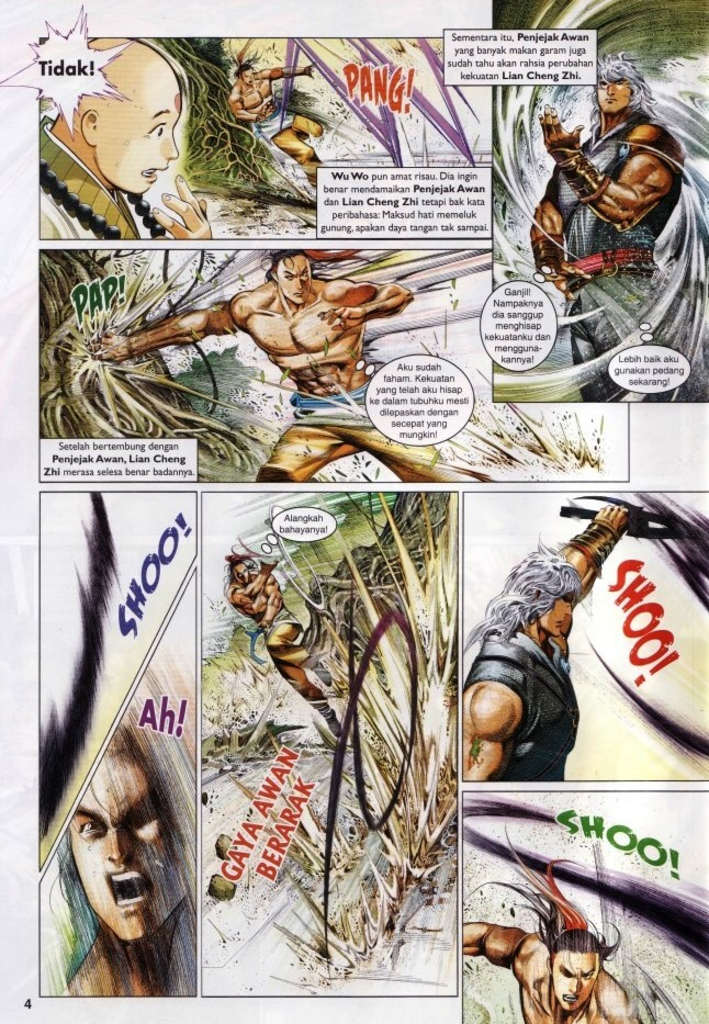 Tidak!
PANG!
Wu Wo pun amat risau. Dia ingin
benar mendamaikan Penjejak Awan
dan Lian Cheng Zhi tetapi bak kata
peribahasa: Maksud hati memeluk
gunung, apakan daya tangan tak sampai.
Sementara itu, Penjejak Awan
yang banyak makan garam juga
sudah tahu akan rahsia perubahan
kekuatan Lian Cheng Zhi.
Ganjil!
Nampaknya
dia sanggup
menghisap
kekuatanku dan
mengguna-
kannya!
Lebih baik aku
gunakan pedang
sekarang!
PAP!
Aku sudah
faham. Kekuatan
yang telah aku hisap
ke dalam tubuhku mesti
dilepaskan dengan
secepat yang
mungkin!
Setelah bertembung dengan
Penjejak Awan, Lian Cheng
Zhi merasa selesa benar badannya.
SHOO!
Ah!
Alangkah
bahayanya!
GAYA AWAN
BERARAK
SHOO!
SHOO!
4